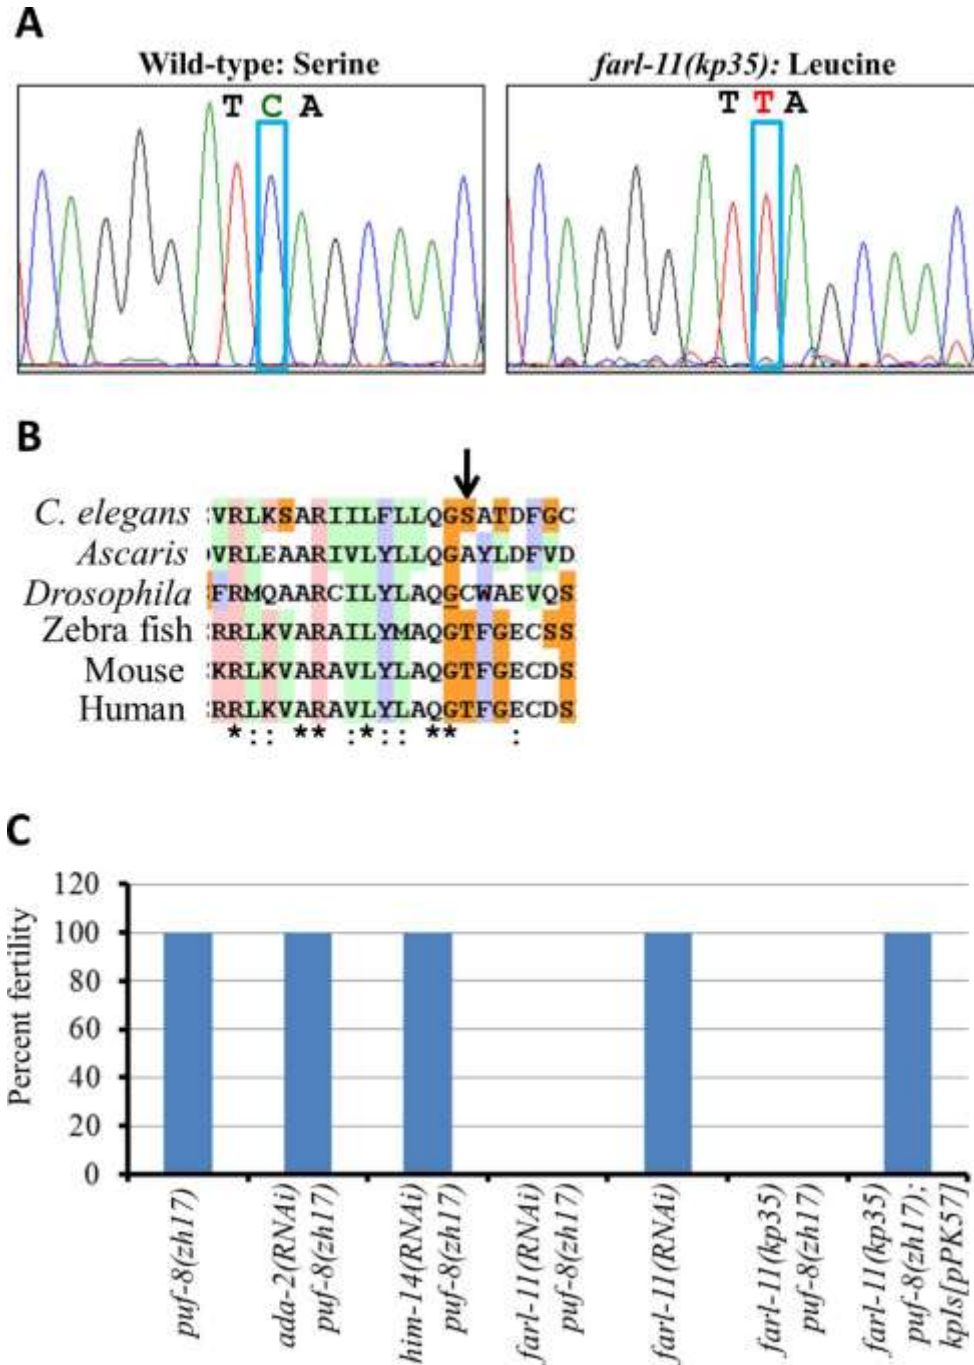 A
Wild-type: Serine
farl-11(kp35): Leucine
T C A
T T A
B
C. elegans VRLKSARIILFLLQGSATDFGC
Ascaris VRLEAARIVLYLLQGAYLDFVD
Drosophila FRMQAARCILYLAQGCWAEVQS
Zebra fish RRLKVARAILYMAQGTFGECSS
Mouse KRLKVARAVLYLAQGTFGECDS
Human RRLKVARAVLYLAQGTFGECDS
* : : * * : * : : * * :
C
Percent fertility
120
100
80
60
40
20
0
puf-8(zh17)
ada-2(RNAi)
puf-8(zh17)
him-14(RNAi)
puf-8(zh17)
farl-11(RNAi)
puf-8(zh17)
farl-11(RNAi)
farl-11(kp35)
puf-8(zh17)
farl-11(kp35)
puf-8(zh17);
kpIs[pPK57]